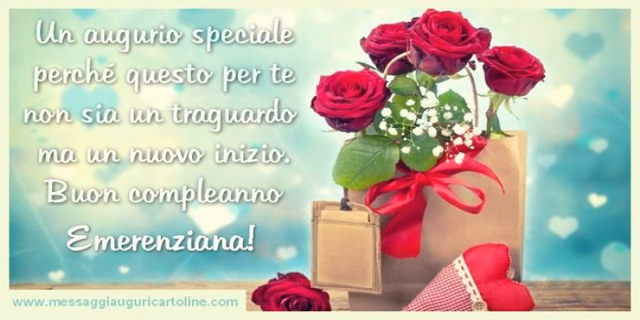 Un augurio speciale
perché questo per te
non sia un traguardo
ma un nuovo inizio.
Buon compleanno
Emerenziana!
www.messaggiauguricartoline.com